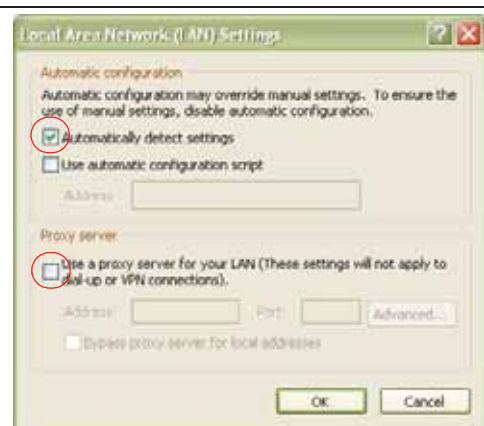 Local Area Network (LAN) Settings
Automatic configuration
Automatic configuration may override manual settings. To ensure the
use of manual settings, disable automatic configuration.
Automatically detect settings
Use automatic configuration script
Address
Proxy server
Use a proxy server for your LAN (These settings will not apply to
dial-up or VPN connections).
Address: Port: Advanced...
Bypass proxy server for local addresses
OK Cancel